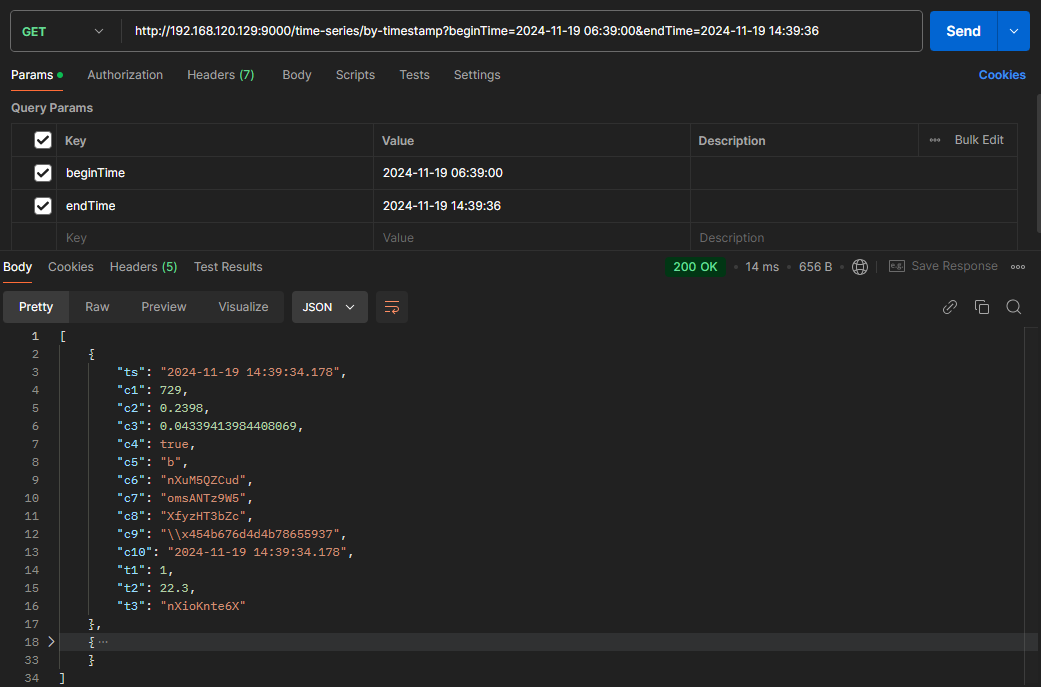 GET http://192.168.120.129:9000/time-series/by-timestamp?beginTime=2024-11-19 06:39:00&endTime=2024-11-19 14:39:36 Send
Params Authorization Headers (7) Body Scripts Tests Settings Cookies
Query Params
Key Value Description ••• Bulk Edit
beginTime 2024-11-19 06:39:00
endTime 2024-11-19 14:39:36
Key Value Description
Body Cookies Headers (5) Test Results 200 OK • 14 ms • 656 B • e.g. Save Response •••
Pretty Raw Preview Visualize JSON
1 [
2 {
3 "ts": "2024-11-19 14:39:34.178",
4 "c1": 729,
5 "c2": 0.2398,
6 "c3": 0.04339413984408069,
7 "c4": true,
8 "c5": "b",
9 "c6": "nXuM5QZCud",
10 "c7": "omsANTz9W5",
11 "c8": "XfyzHT3bZc",
12 "c9": "\\x454b676d4d4b78655937",
13 "c10": "2024-11-19 14:39:34.178",
14 "t1": 1,
15 "t2": 22.3,
16 "t3": "nXioKnte6X"
17 },
18 { ···
33 }
34 ]